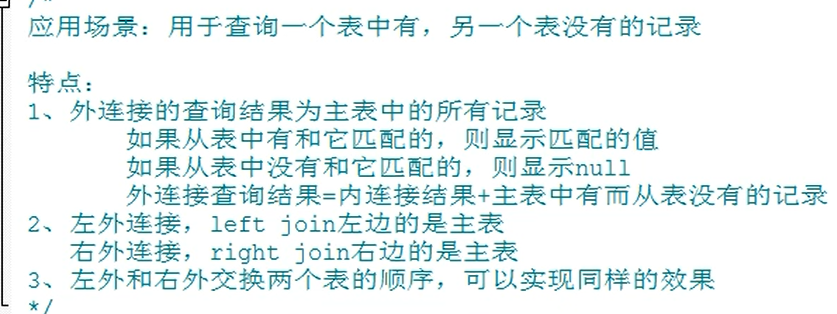 /*
应用场景：用于查询一个表中有，另一个表没有的记录
特点：
1、外连接的查询结果为主表中的所有记录
如果从表中有和它匹配的，则显示匹配的值
如果从表中没有和它匹配的，则显示null
外连接查询结果=内连接结果+主表中有而从表没有的记录
2、左外连接，left join左边的是主表
右外连接，right join右边的是主表
3、左外和右外交换两个表的顺序，可以实现同样的效果
*/